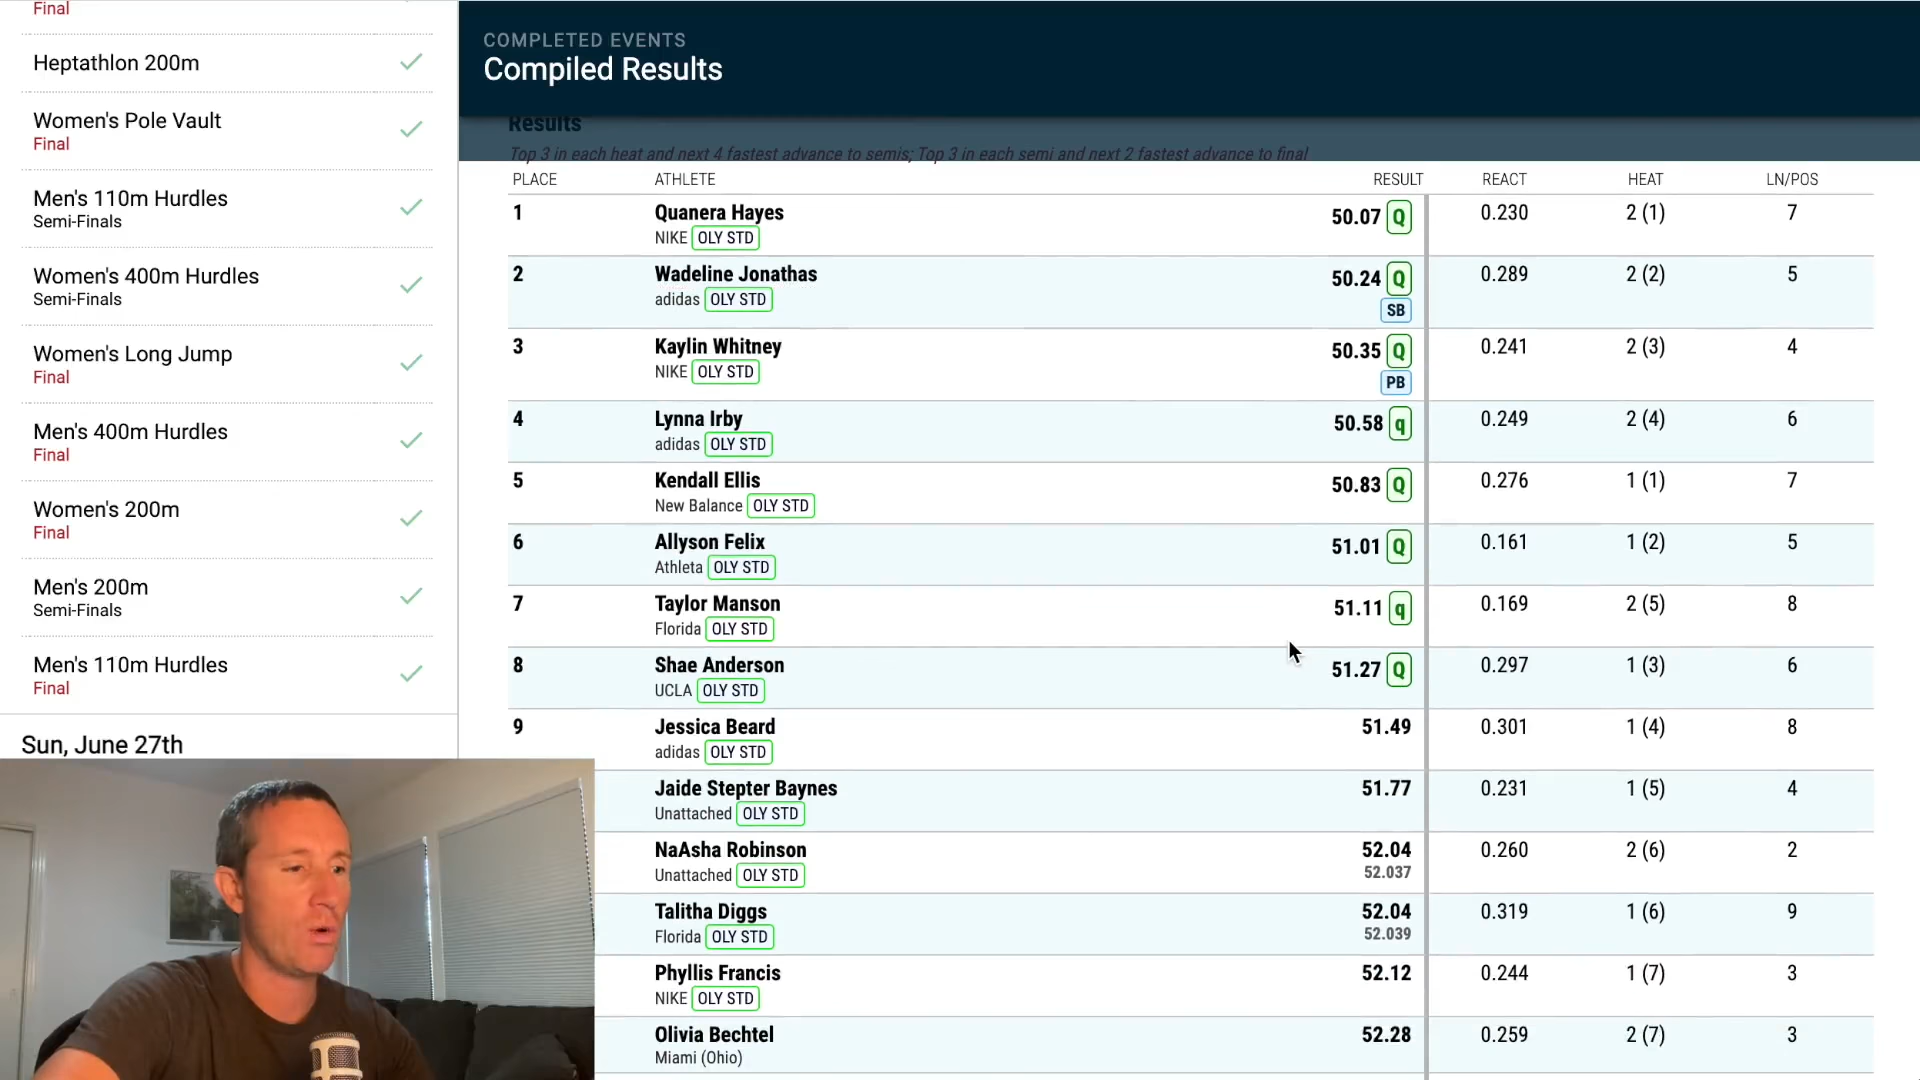 Final
Heptathlon 200m
Women's Pole Vault
Final
Men's 110m Hurdles
Semi-Finals
Women's 400m Hurdles
Semi-Finals
Women's Long Jump
Final
Men's 400m Hurdles
Final
Women's 200m
Final
Men's 200m
Semi-Finals
Men's 110m Hurdles
Final
Sun, June 27th
COMPLETED EVENTS
Compiled Results
Results
Top 3 in each heat and next 4 fastest advance to semis; Top 3 in each semi and next 2 fastest advance to final
PLACE ATHLETE RESULT REACT HEAT LN/POS
1 Quanera Hayes 50.07 Q 0.230 2 (1) 7
NIKE OLY STD
2 Wadeline Jonathas 50.24 Q 0.289 2 (2) 5
adidas OLY STD SB
3 Kaylin Whitney 50.35 Q 0.241 2 (3) 4
NIKE OLY STD PB
4 Lynna Irby 50.58 q 0.249 2 (4) 6
adidas OLY STD
5 Kendall Ellis 50.83 Q 0.276 1 (1) 7
New Balance OLY STD
6 Allyson Felix 51.01 Q 0.161 1 (2) 5
Athleta OLY STD
7 Taylor Manson 51.11 q 0.169 2 (5) 8
Florida OLY STD
8 Shae Anderson 51.27 Q 0.297 1 (3) 6
UCLA OLY STD
9 Jessica Beard 51.49 0.301 1 (4) 8
adidas OLY STD
Jaide Stepter Baynes 51.77 0.231 1 (5) 4
Unattached OLY STD
NaAsha Robinson 52.04 0.260 2 (6) 2
Unattached OLY STD 52.037
Talitha Diggs 52.04 0.319 1 (6) 9
Florida OLY STD 52.039
Phyllis Francis 52.12 0.244 1 (7) 3
NIKE OLY STD
Olivia Bechtel 52.28 0.259 2 (7) 3
Miami (Ohio)